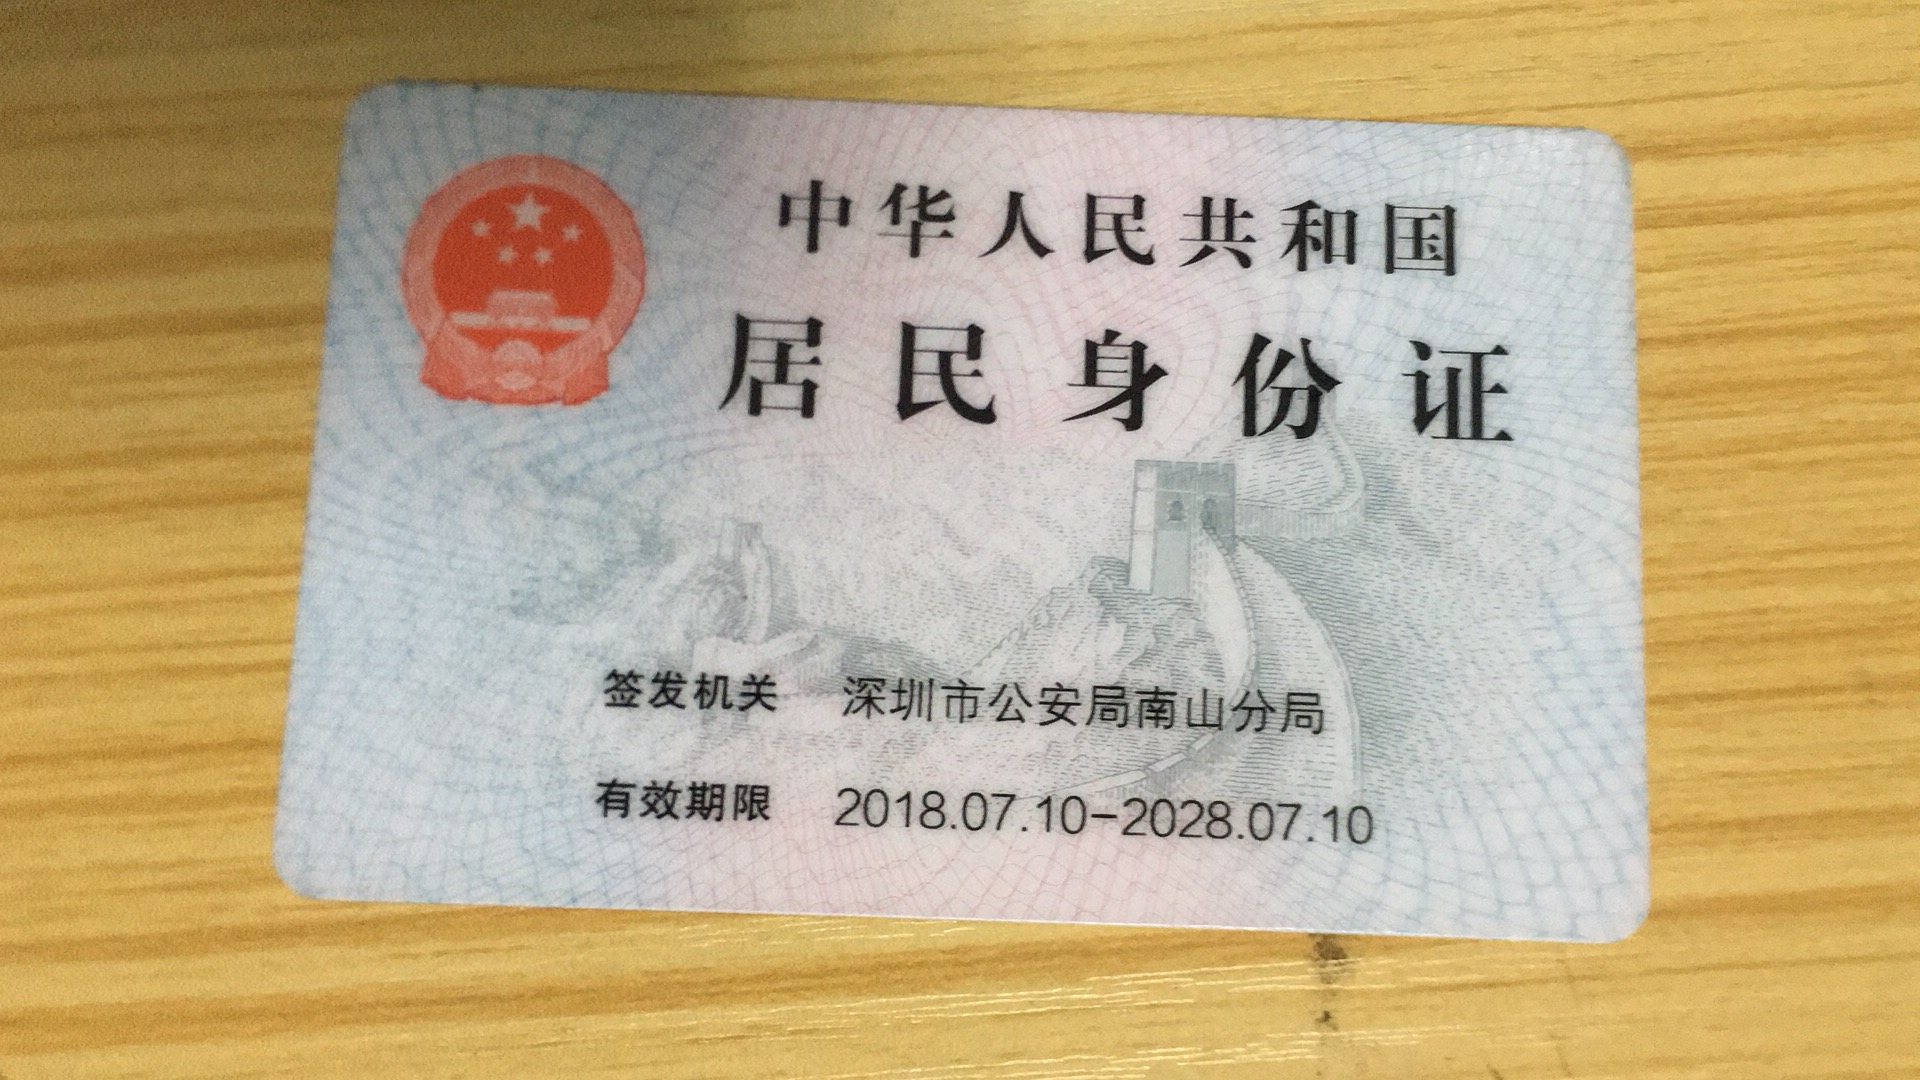 中华人民共和国
居民身份证
签发机关 深圳市公安局南山分局
有效期限 2018.07.10-2028.07.10